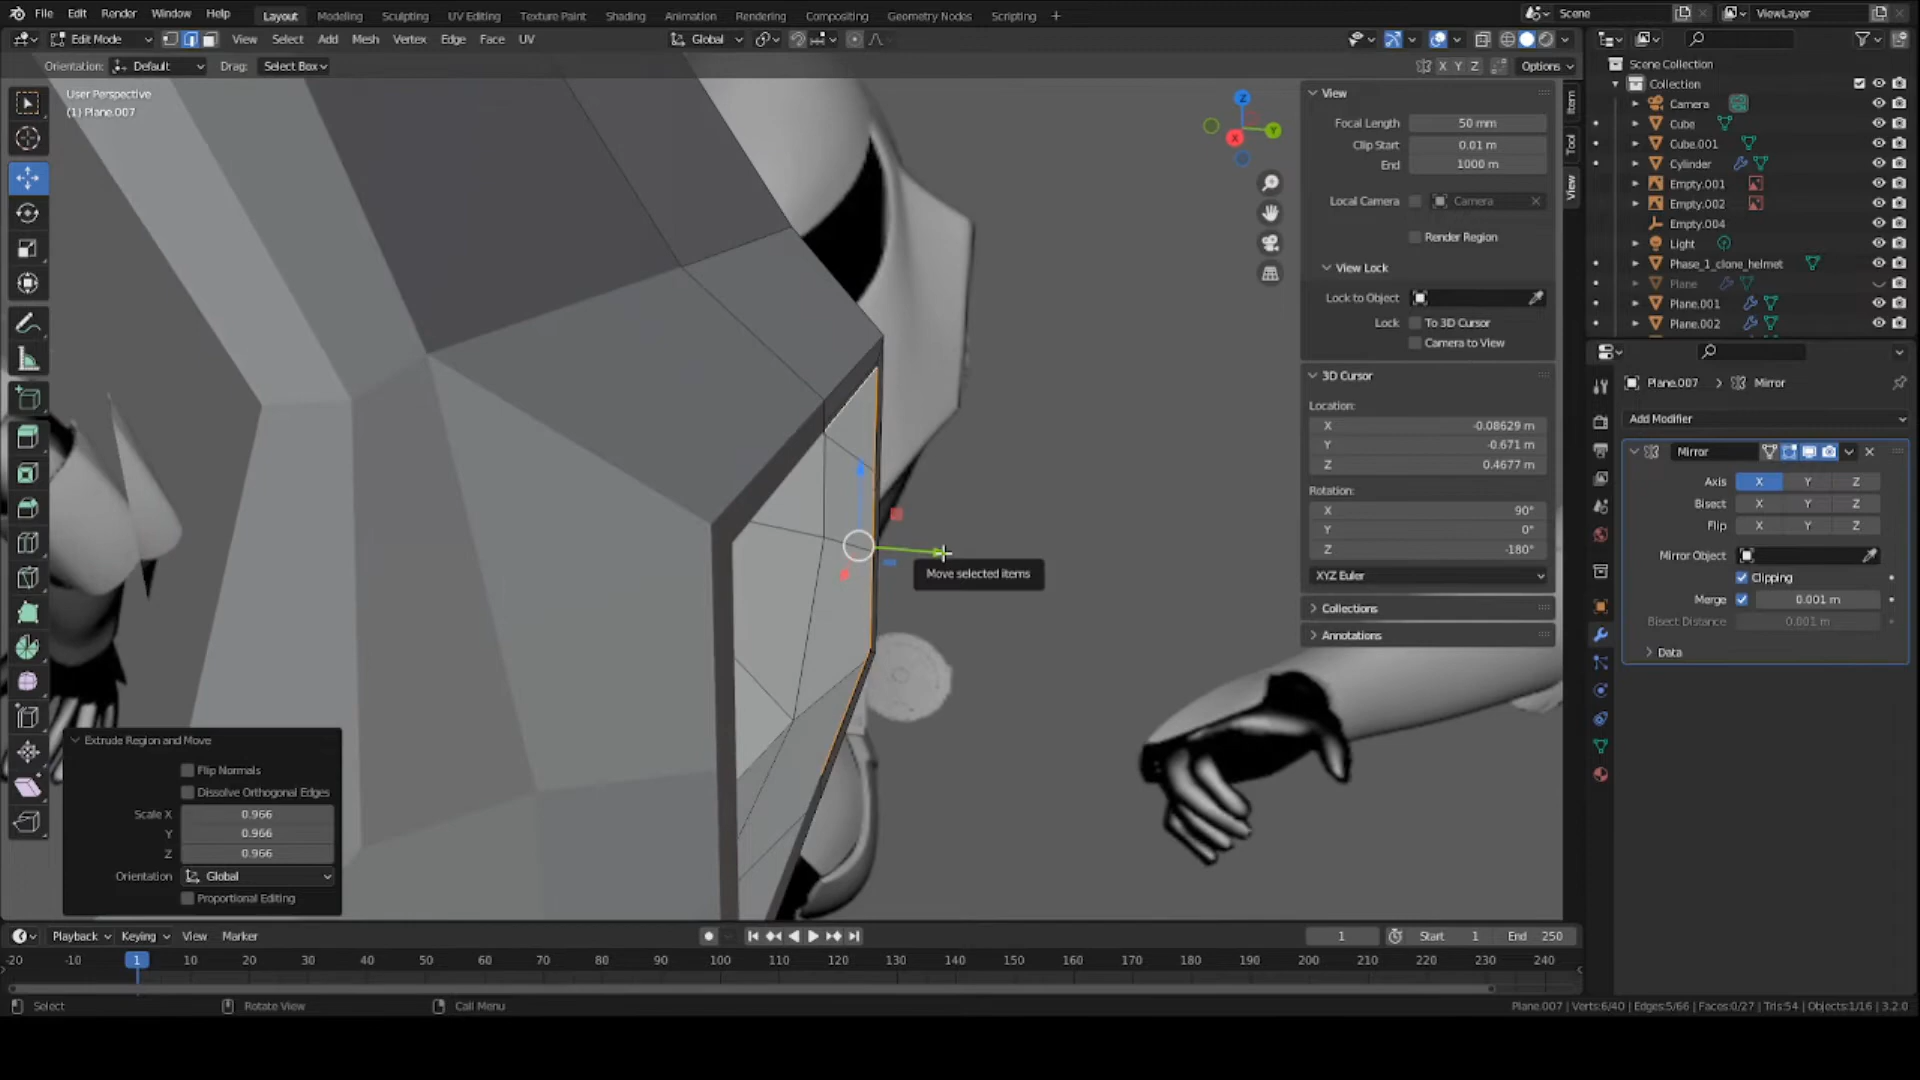 File Edit Render Window Help Layout Modeling Sculpting UV Editing Texture Paint Shading Animation Rendering Compositing Geometry Nodes Scripting + Scene ViewLayer
Edit Mode View Select Add Mesh Vertex Edge Face UV Global
Orientation: Default Drag: Select Box X Y Z Options
User Perspective
(1) Plane.007
Z
Y
X
View
Focal Length 50 mm
Clip Start 0.01 m
End 1000 m
Local Camera Camera
Render Region
View Lock
Lock to Object
Lock To 3D Cursor
Camera to View
3D Cursor
Location:
X -0.08629 m
Y -0.671 m
Z 0.4677 m
Rotation:
X 90°
Y 0°
Z -180°
XYZ Euler
Collections
Annotations
Item
Tool
View
Scene Collection
Collection
Camera
Cube
Cube.001
Cylinder
Empty.001
Empty.002
Empty.004
Light
Phase_1_clone_helmet
Plane
Plane.001
Plane.002
Plane.007 > Mirror
Add Modifier
Mirror
Axis X Y Z
Bisect X Y Z
Flip X Y Z
Mirror Object
Clipping
Merge 0.001 m
Bisect Distance 0.001 m
Data
Move selected items
Extrude Region and Move
Flip Normals
Dissolve Orthogonal Edges
Scale X 0.966
Y 0.966
Z 0.966
Orientation Global
Proportional Editing
Playback Keying View Marker 1 Start 1 End 250
-20 -10 1 10 20 30 40 50 60 70 80 90 100 110 120 130 140 150 160 170 180 190 200 210 220 230 240
Select Rotate View Call Menu Plane.007 | Verts:6/40 | Edges:5/66 | Faces:0/27 | Tris:54 | Objects:1/16 | 3.2.0